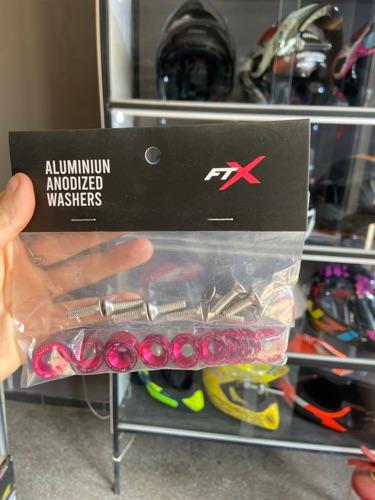 ALUMINIUN
ANODIZED
WASHERS
FTX